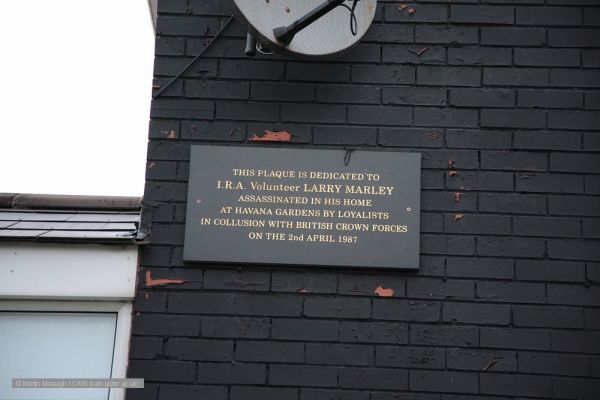 THIS PLAQUE IS DEDICATED TO
I.R.A. Volunteer LARRY MARLEY
ASSASSINATED IN HIS HOME
AT HAVANA GARDENS BY LOYALISTS
IN COLLUSION WITH BRITISH CROWN FORCES
ON THE 2nd APRIL 1987
© Martin Melaugh / CAIN (cain.ulster.ac.uk)